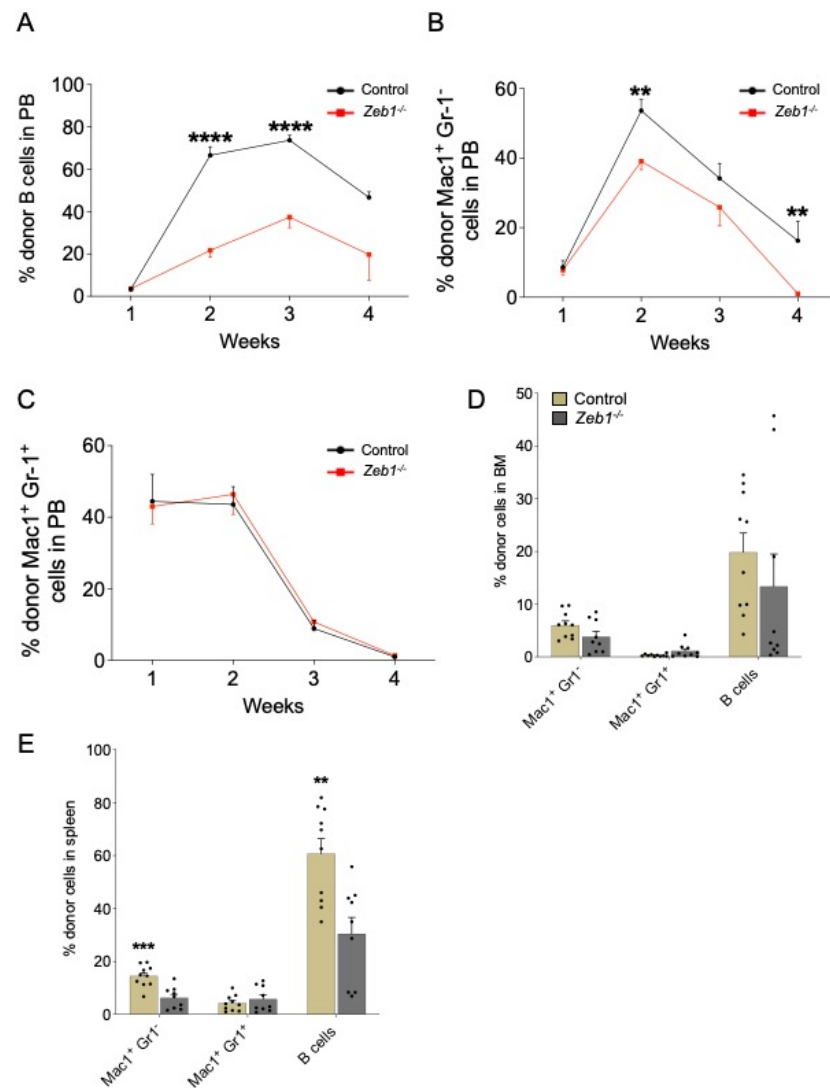 A
% donor B cells in PB
100
80
60
40
20
0
****
****
Control
Zeb1-/-
1 2 3 4
Weeks
B
% donor Mac1+ Gr-1-
cells in PB
60
40
20
0
**
**
Control
Zeb1-/-
1 2 3 4
Weeks
C
% donor Mac1+ Gr-1+
cells in PB
60
40
20
0
Control
Zeb1-/-
1 2 3 4
Weeks
D
% donor cells in BM
50
40
30
20
10
0
Control
Zeb1-/-
Mac1+ Gr1-
Mac1+ Gr1+
B cells
E
% donor cells in spleen
100
80
60
40
20
0
***
**
Mac1+ Gr1-
Mac1+ Gr1+
B cells